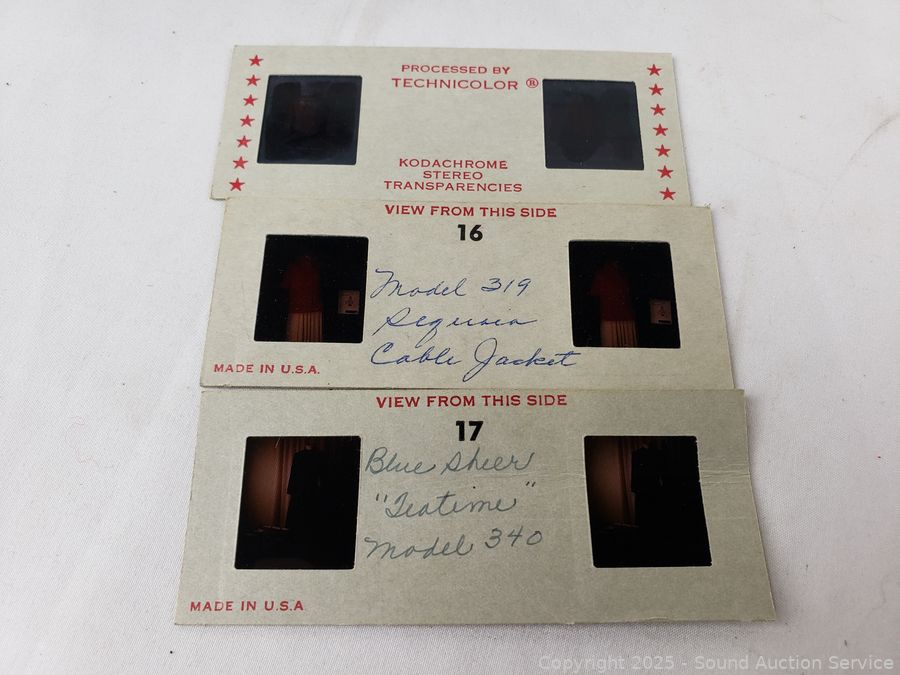 PROCESSED BY
TECHNICOLOR ®
KODACHROME
STEREO
TRANSPARENCIES
VIEW FROM THIS SIDE
16
Model 319
Sequoia
Cable Jacket
MADE IN U.S.A.
VIEW FROM THIS SIDE
17
Blue Sheer
"Teatime"
Model 340
MADE IN U.S.A
Copyright 2025 - Sound Auction Service